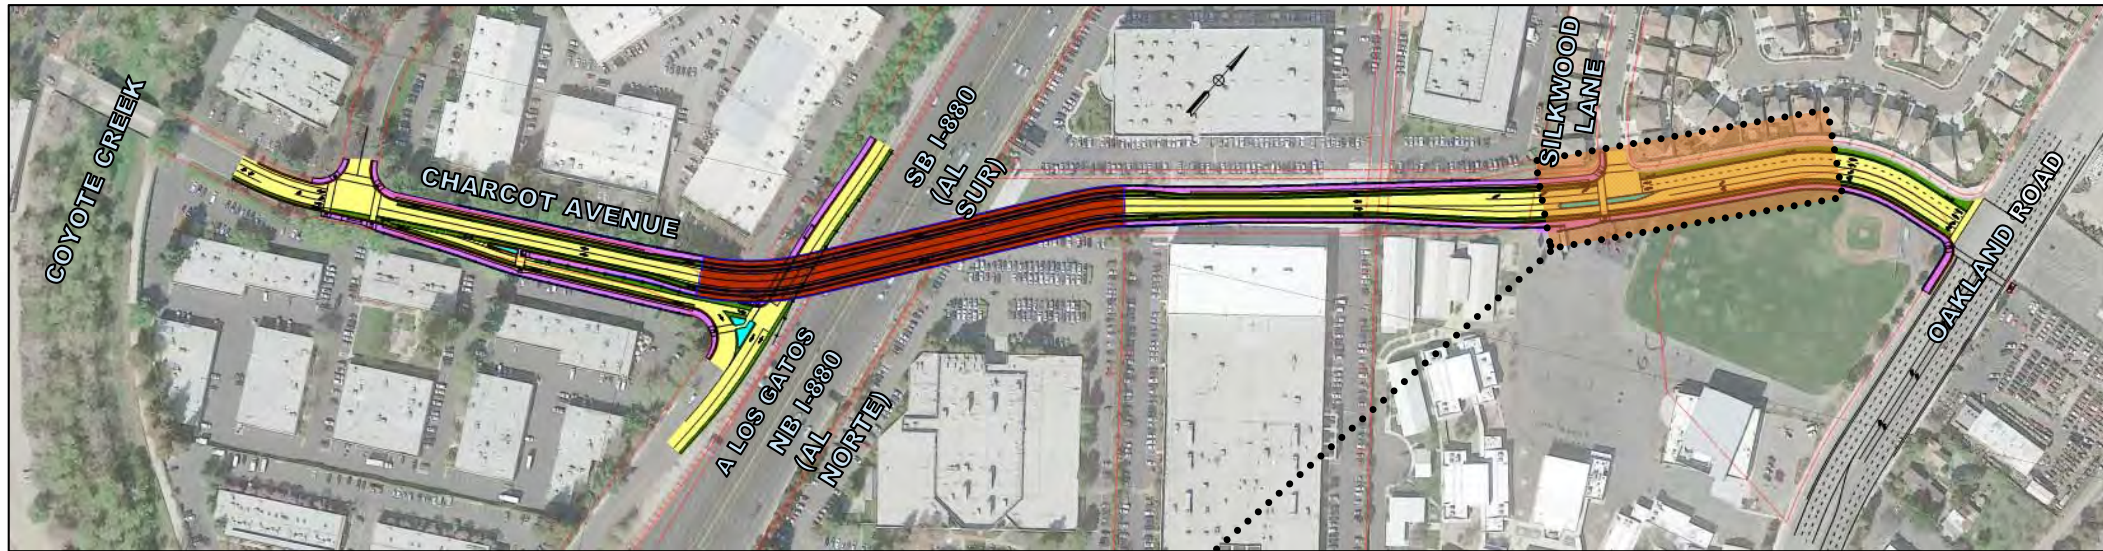 COYOTE CREEK
CHARCOT AVENUE
SB I-880
(AL
SUR)
A LOS GATOS
NB I-880
(AL
NORTE)
SILKWOOD
LANE
OAKLAND ROAD